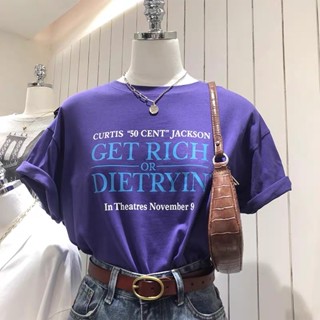 CURTIS "50 CENT" JACKSON
GET RICH
OR
DIETRYIN
In Theatres November 9